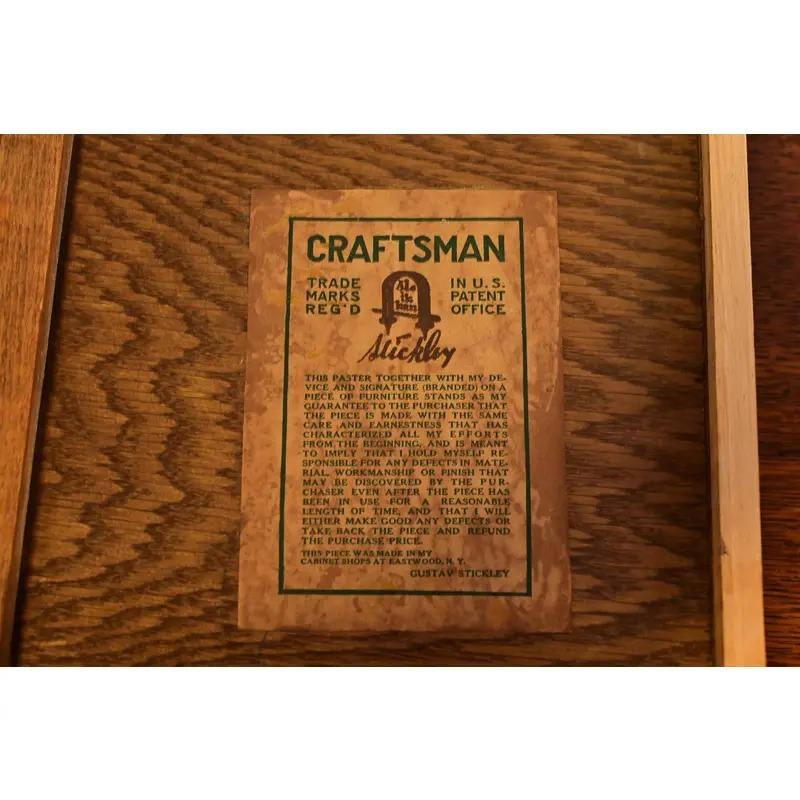 CRAFTSMAN
TRADE
MARKS
REG'D
Als
ik
kan
IN U.S.
PATENT
OFFICE
Stickley
THIS PASTER TOGETHER WITH MY DE-
VICE AND SIGNATURE (BRANDED) ON A
PIECE OF FURNITURE STANDS AS MY
GUARANTEE TO THE PURCHASER THAT
THE PIECE IS MADE WITH THE SAME
CARE AND EARNESTNESS THAT HAS
CHARACTERIZED ALL MY EFFORTS
FROM THE BEGINNING, AND IS MEANT
TO IMPLY THAT I HOLD MYSELF RE-
SPONSIBLE FOR ANY DEFECTS IN MATE-
RIAL, WORKMANSHIP OR FINISH THAT
MAY BE DISCOVERED BY THE PUR-
CHASER EVEN AFTER THE PIECE HAS
BEEN IN USE FOR A REASONABLE
LENGTH OF TIME, AND THAT I WILL
EITHER MAKE GOOD ANY DEFECTS OR
TAKE BACK THE PIECE AND REFUND
THE PURCHASE PRICE.
THIS PIECE WAS MADE IN MY
CABINET SHOPS AT EASTWOOD, N. Y.
GUSTAV STICKLEY